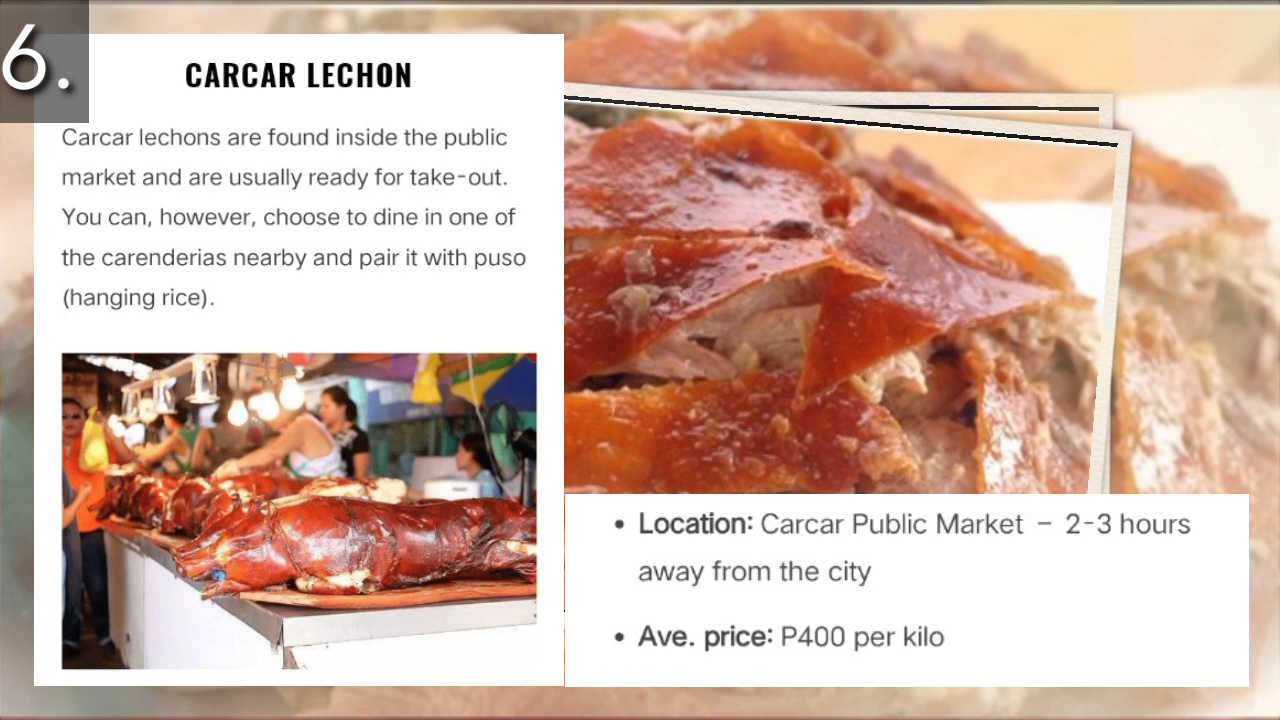 6.
CARCAR LECHON
Carcar lechons are found inside the public
market and are usually ready for take-out.
You can, however, choose to dine in one of
the carenderias nearby and pair it with puso
(hanging rice).
• Location: Carcar Public Market – 2-3 hours
away from the city
• Ave. price: P400 per kilo